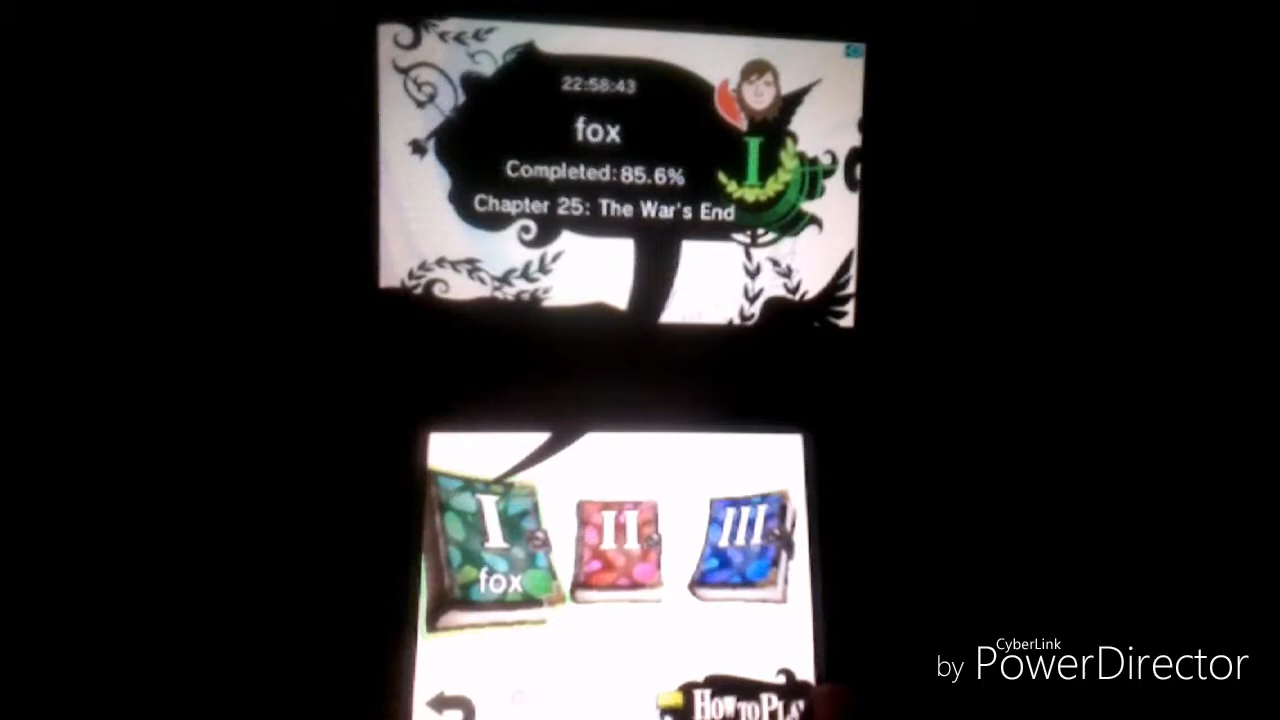 22:58:43
fox
Completed: 85.6%
I
Chapter 25: The War's End
I
II
III
fox
HOW TO PLAY
CyberLink
by PowerDirector